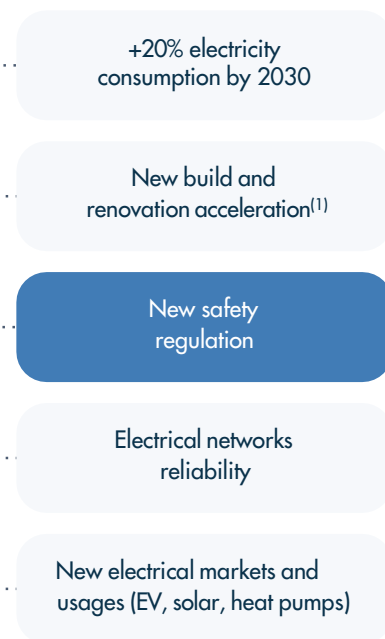 +20% electricity
consumption by 2030
New build and
renovation acceleration(1)
New safety
regulation
Electrical networks
reliability
New electrical markets and
usages (EV, solar, heat pumps)